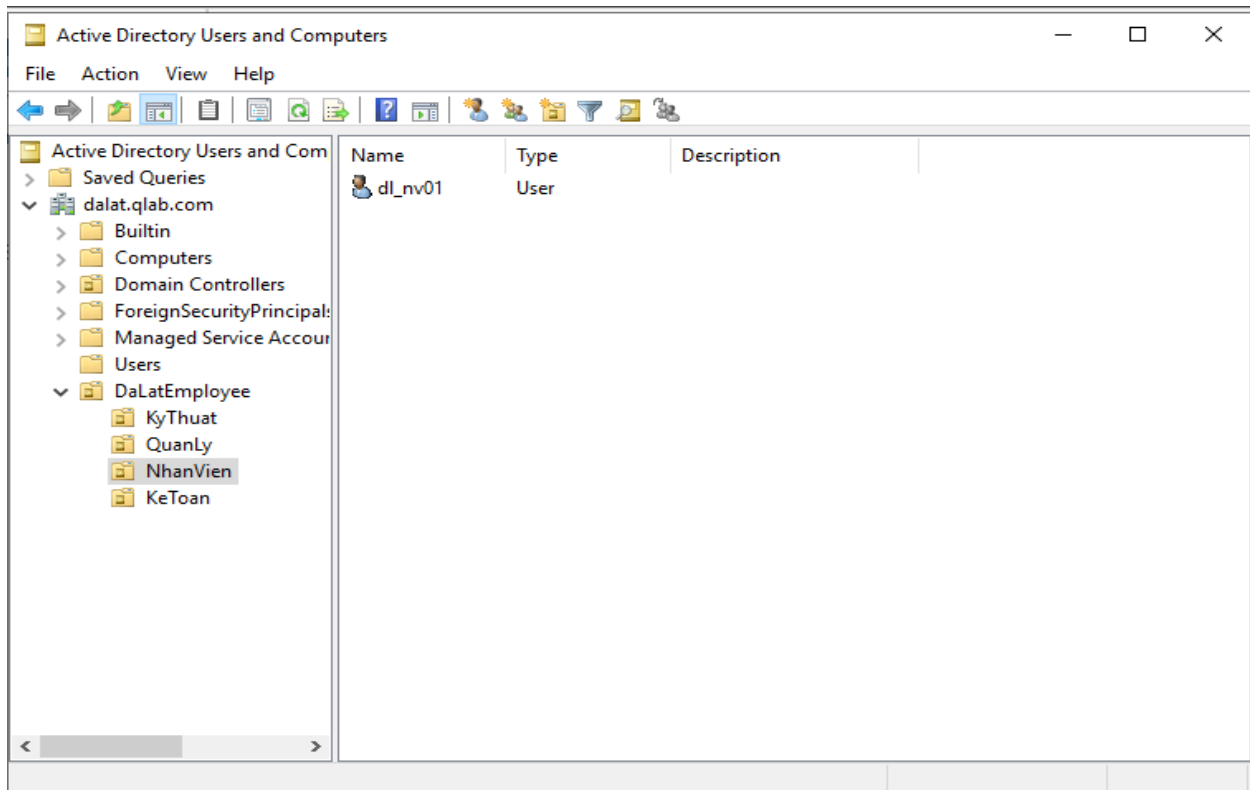 Active Directory Users and Computers
File Action View Help
Active Directory Users and Com
Saved Queries
dalat.qlab.com
Builtin
Computers
Domain Controllers
ForeignSecurityPrincipals
Managed Service Accour
Users
DaLatEmployee
KyThuat
QuanLy
NhanVien
KeToan
Name Type Description
dl_nv01 User